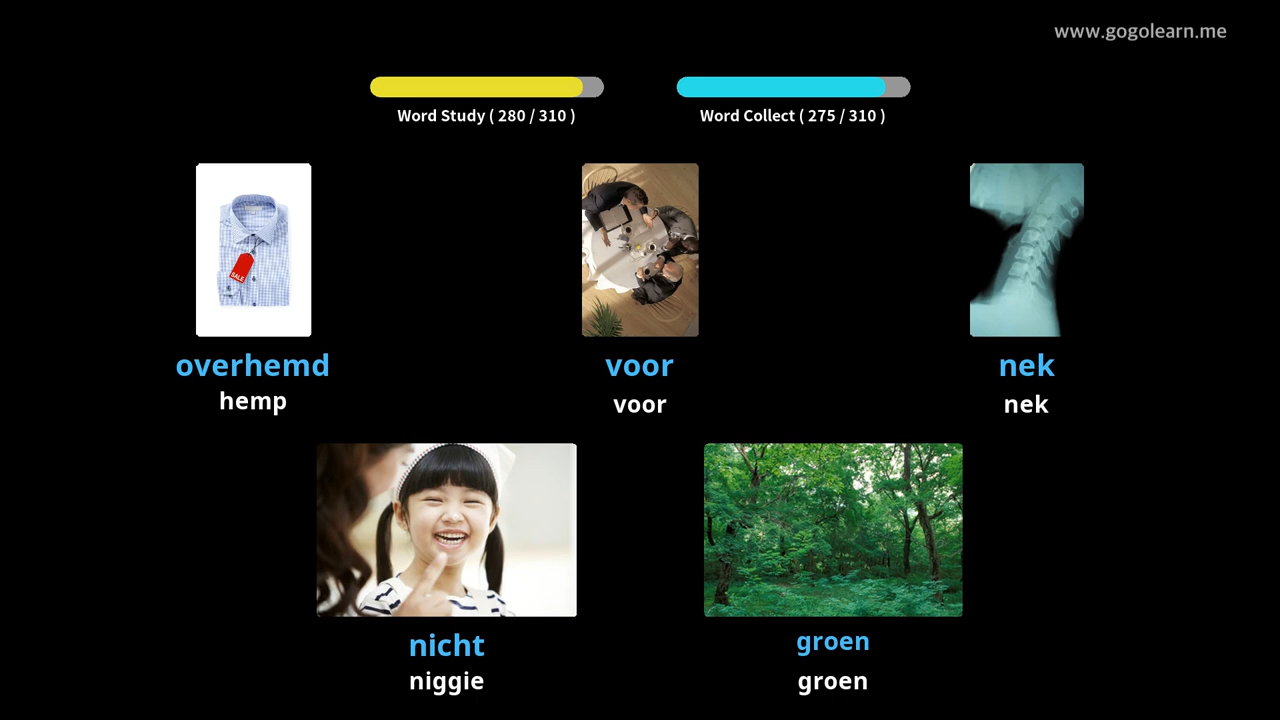 www.gogolearn.me
Word Study ( 280 / 310 )
Word Collect ( 275 / 310 )
SALE
overhemd
hemp
voor
voor
nek
nek
nicht
niggie
groen
groen